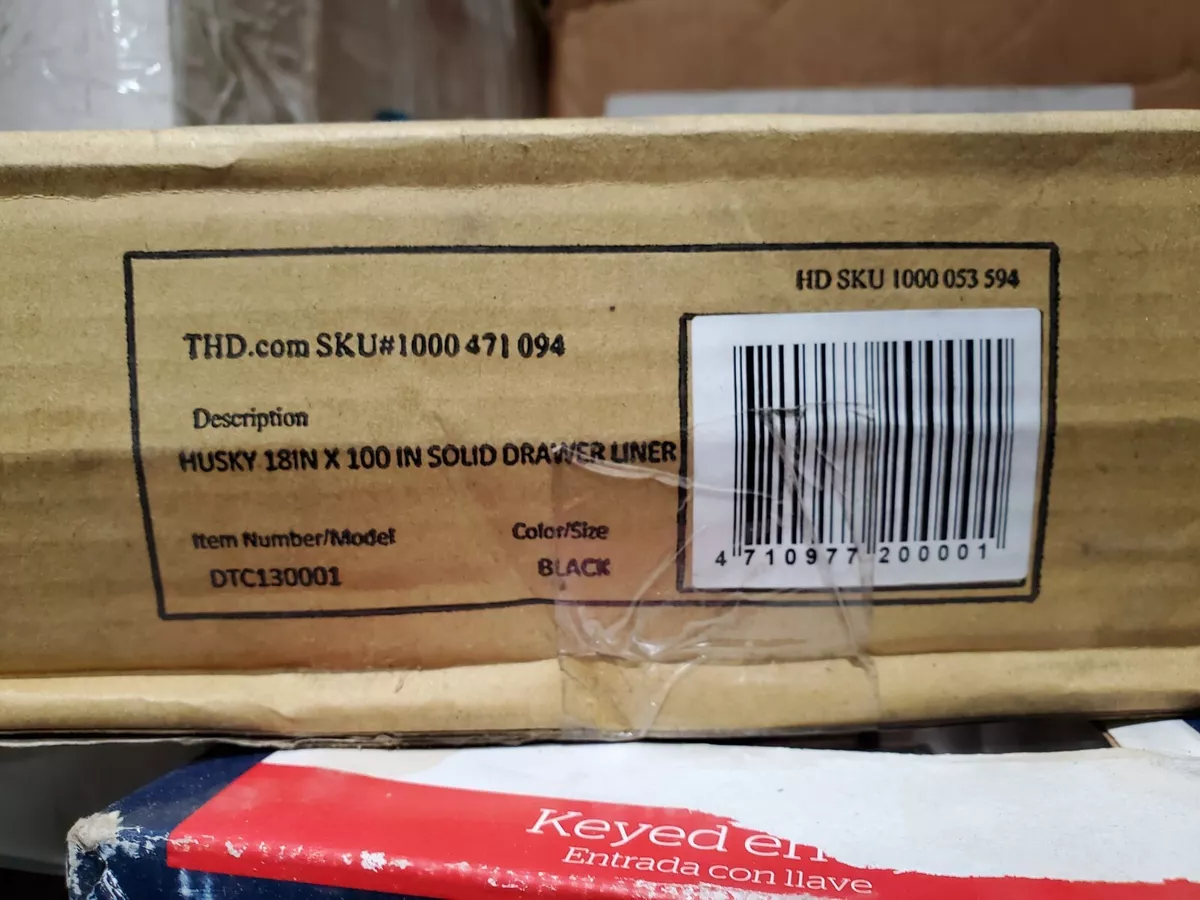 HD SKU 1000 053 594
THD.com SKU#1000 471 094
Description
HUSKY 18IN X 100 IN SOLID DRAWER LINER
Item Number/Model
Color/Size
DTC130001
BLACK
4 710977 200001
Keyed
Entrada con llave